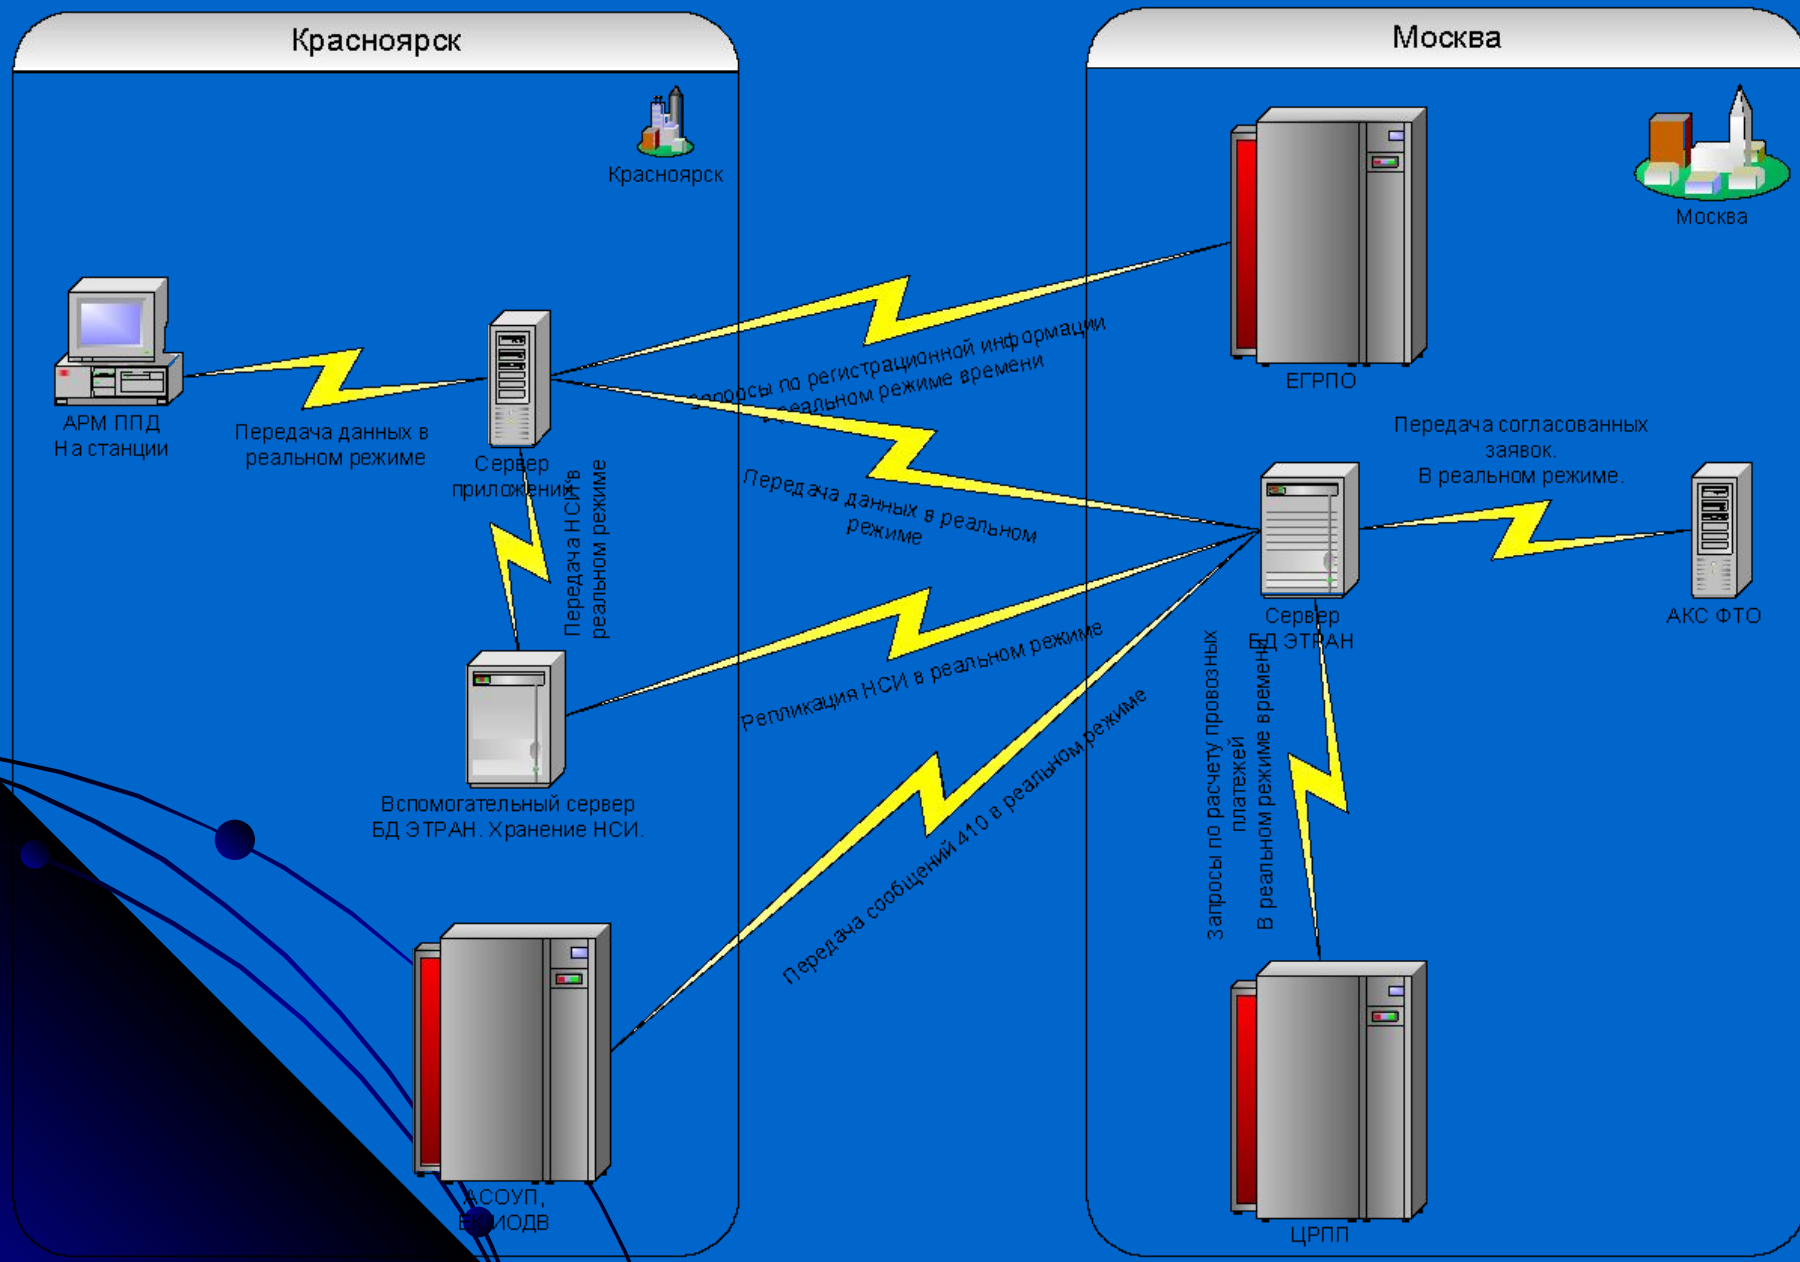 Красноярск
Москва
Красноярск
Москва
ЕГРПО
Запросы по регистрационной информации
реальном режиме времени
АРМ ППД
На станции
Передача данных в
реальном режиме
Сервер
приложений
Передача НСИ в
реальном режиме
Передача данных в реальном
режиме
Передача согласованных
заявок.
В реальном режиме.
Сервер
БД ЭТРАН
АКС ФТО
Репликация НСИ в реальном режиме
Передача сообщений 410 в реальном режиме
Запросы по расчету провозных
платежей
В реальном режиме времени
Вспомогательный сервер
БД ЭТРАН. Хранение НСИ.
АСОУП,
ЕК ИОДВ
ЦРПП